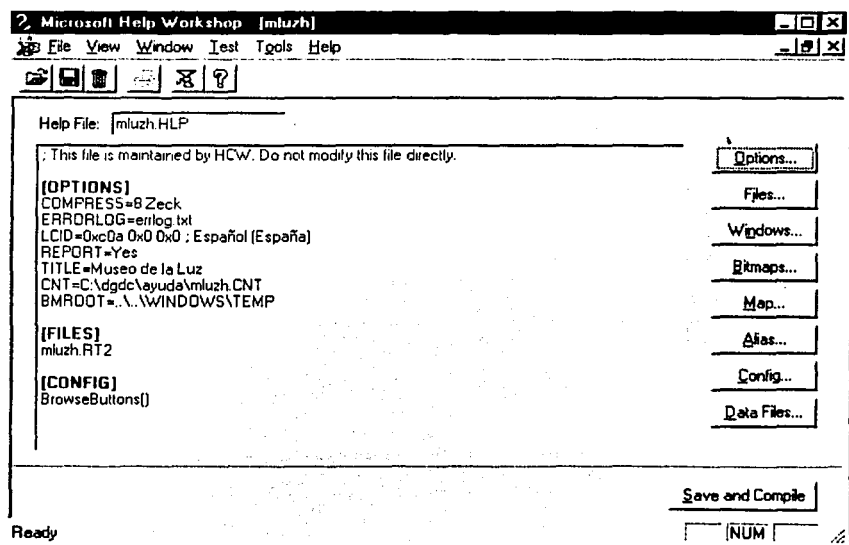 Microsoft Help Workshop [mluzh]
File View Window Test Tools Help
Help File: mluzh.HLP
; This file is maintained by HCW. Do not modify this file directly.
[OPTIONS]
COMPRESS=8 Zeck
ERRORLOG=errlog.txt
LCID=0xc0a 0x0 0x0 ; Español (España)
REPORT=Yes
TITLE=Museo de la Luz
CNT=C:\dgdc\ayuda\mluzh.CNT
BMROOT=..\..\WINDOWS\TEMP
[FILES]
mluzh.RT2
[CONFIG]
BrowseButtons()
Options...
Files...
Windows...
Bitmaps...
Map...
Alias...
Config...
Data Files...
Save and Compile
Ready
NUM